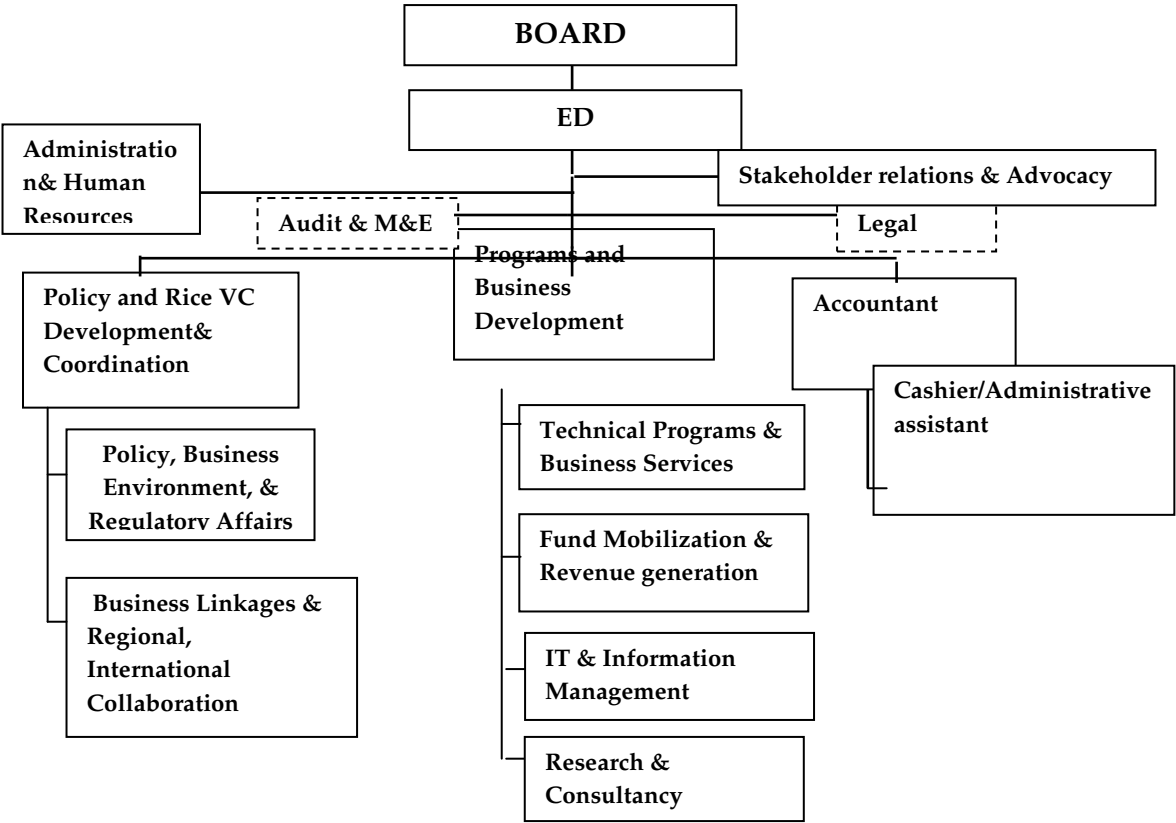 BOARD
ED
Administratio
n& Human
Resources
Stakeholder relations & Advocacy
Audit & M&E
Legal
Programs and
Business
Development
Policy and Rice VC
Development&
Coordination
Accountant
Cashier/Administrative
assistant
Policy, Business
Environment, &
Regulatory Affairs
Business Linkages &
Regional,
International
Collaboration
Technical Programs &
Business Services
Fund Mobilization &
Revenue generation
IT & Information
Management
Research &
Consultancy